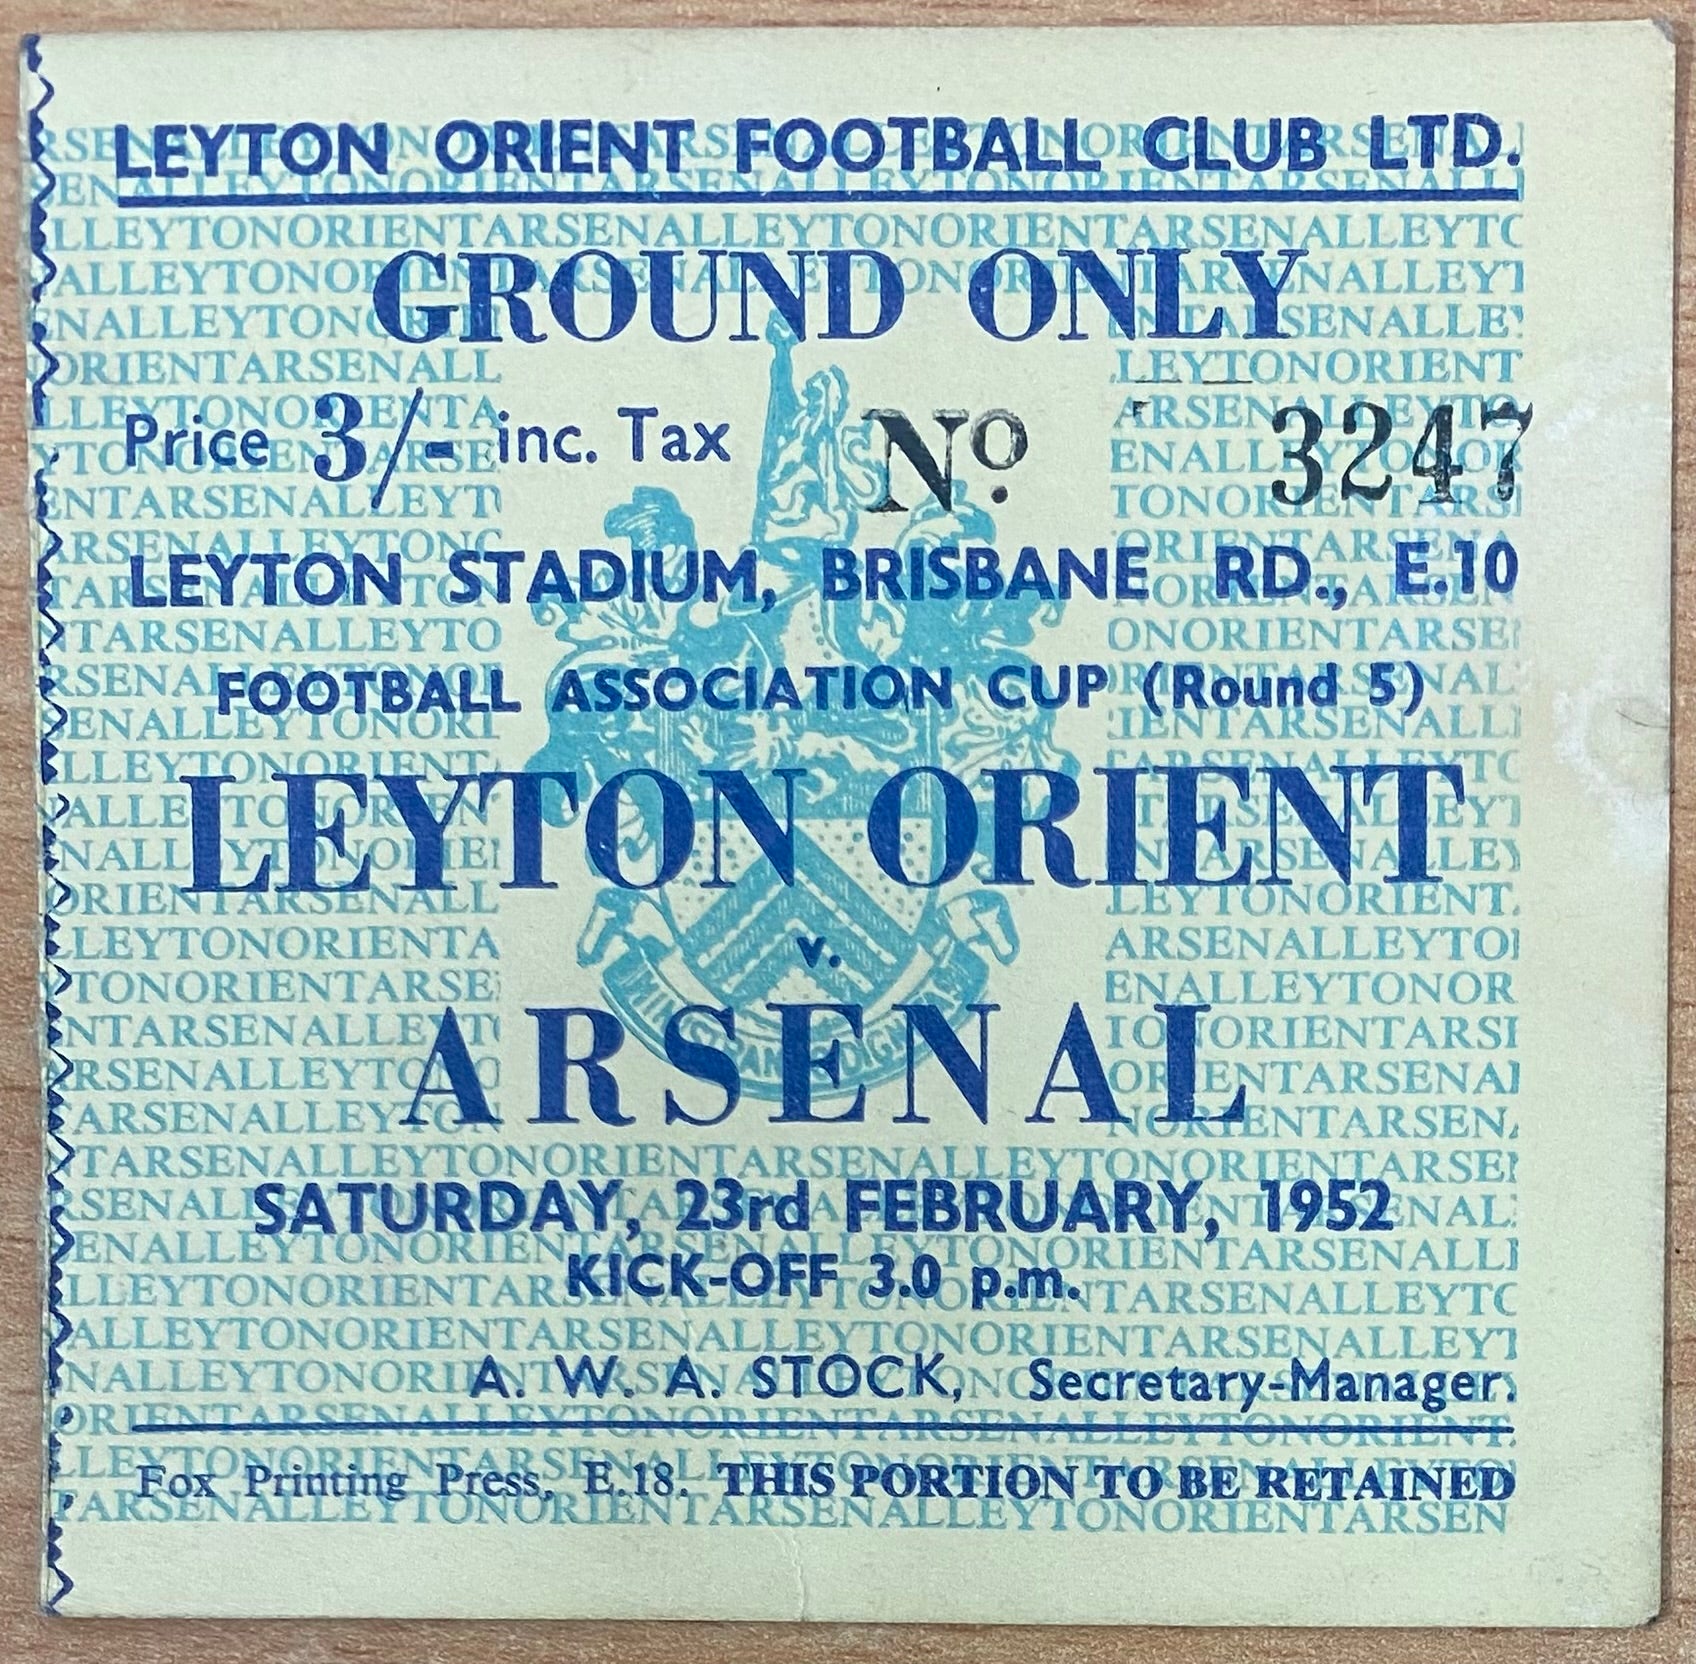 LEYTON ORIENT FOOTBALL CLUB LTD.
GROUND ONLY
Price 3/- inc. Tax Nº 3247
LEYTON STADIUM, BRISBANE RD., E.10
FOOTBALL ASSOCIATION CUP (Round 5)
LEYTON ORIENT
v.
ARSENAL
SATURDAY, 23rd FEBRUARY, 1952
KICK-OFF 3.0 p.m.
A. W. A. STOCK, Secretary-Manager.
Fox Printing Press, E.18. THIS PORTION TO BE RETAINED